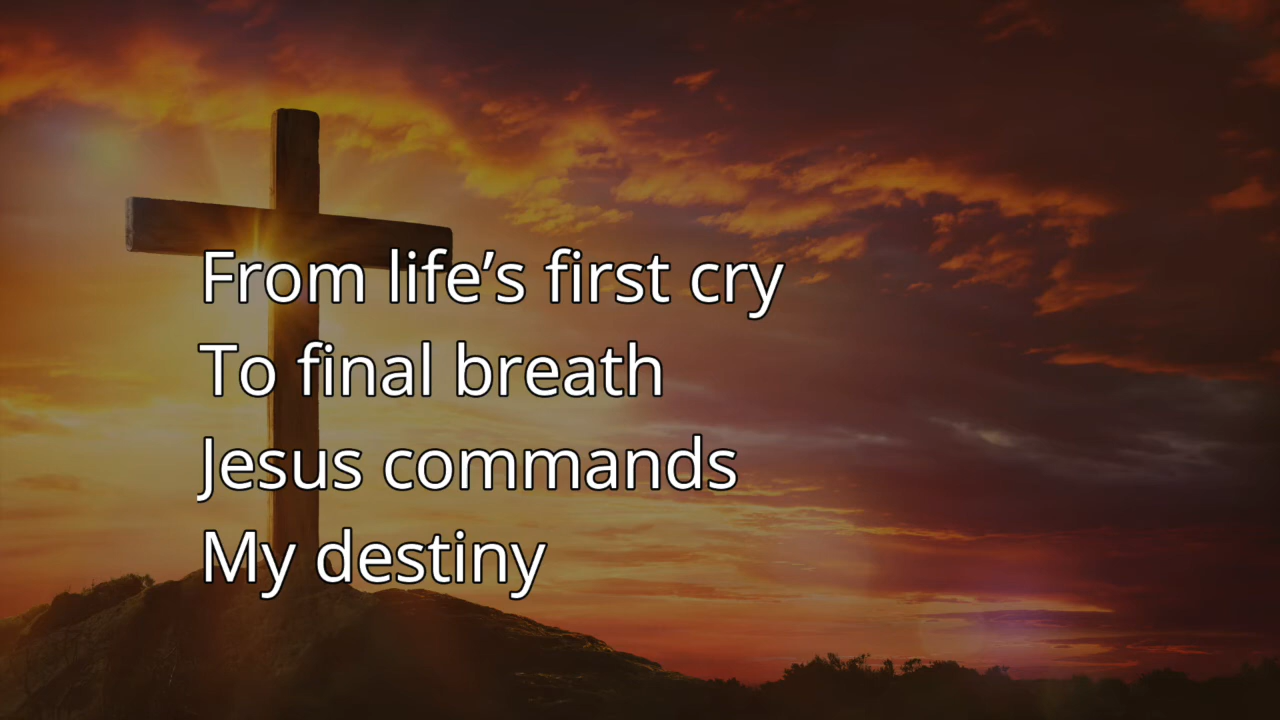 From life’s first cry
To final breath
Jesus commands
My destiny